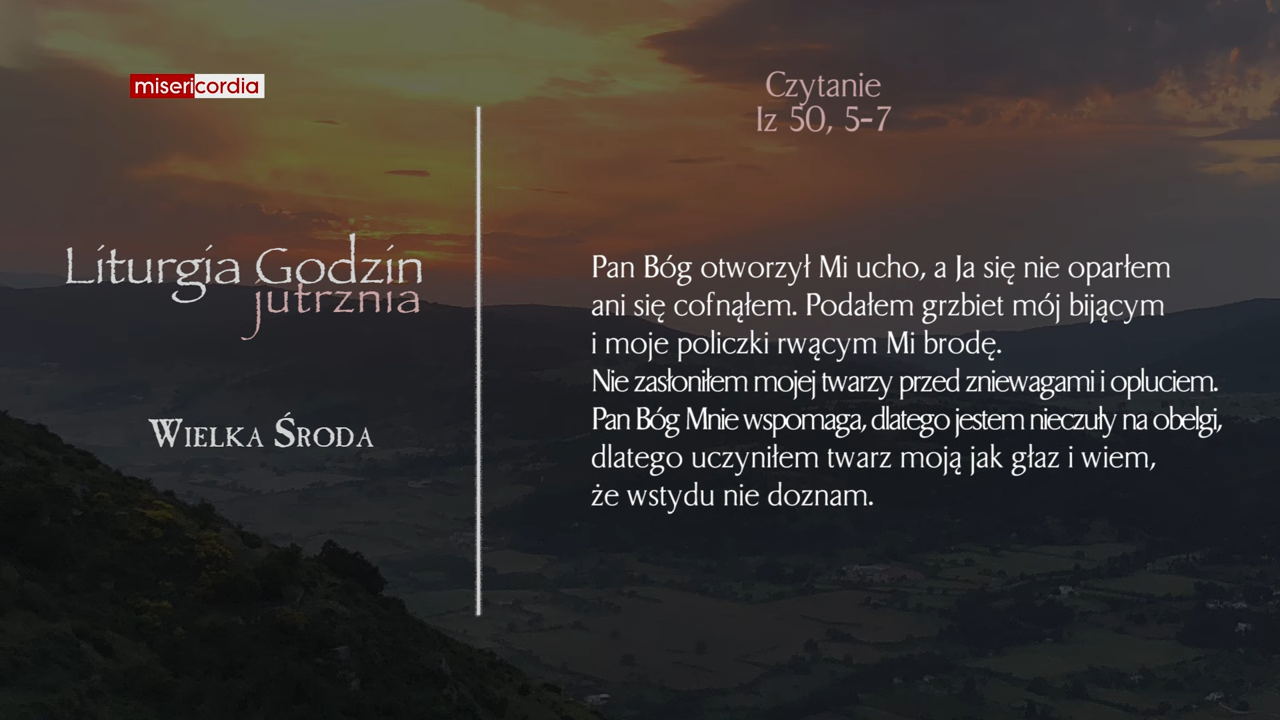 misericordia
Liturgia Godzin
jutrznia
Wielka Środa
Czytanie
Iz 50, 5-7
Pan Bóg otworzył Mi ucho, a Ja się nie oparłem
ani się cofnąłem. Podałem grzbiet mój bijącym
i moje policzki rwącym Mi brodę.
Nie zasłoniłem mojej twarzy przed zniewagami i opluciem.
Pan Bóg Mnie wspomaga, dlatego jestem nieczuły na obelgi,
dlatego uczyniłem twarz moją jak głaz i wiem,
że wstydu nie doznam.